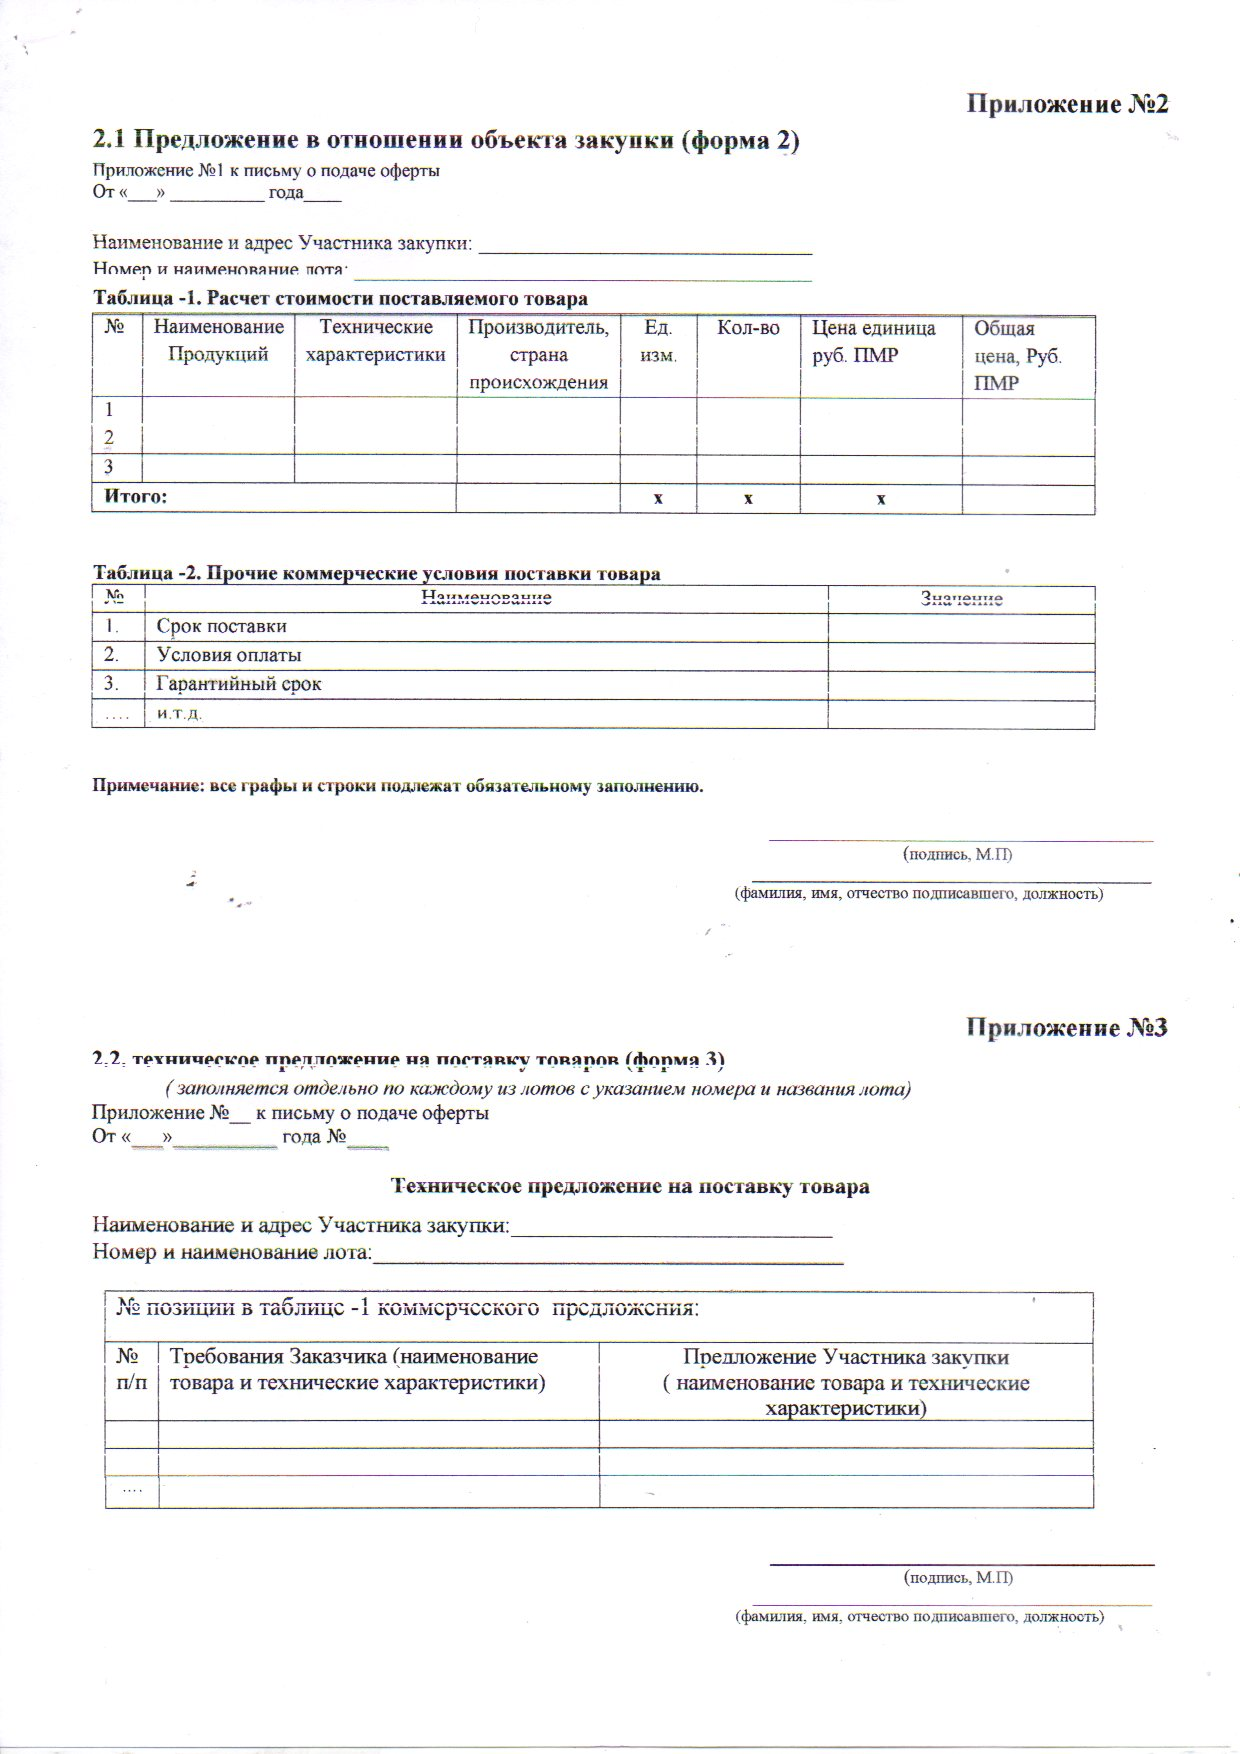 Приложение №2
2.1 Предложение в отношении объекта закупки (форма 2)
Приложение №1 к письму о подаче оферты
От «___» __________ года____
Наименование и адрес Участника закупки: ________________________________
Номер и наименование лота: ____________________________________________
Таблица -1. Расчет стоимости поставляемого товара
№ Наименование Продукций Технические характеристики Производитель, страна происхождения Ед. изм. Кол-во Цена единица руб. ПМР Общая цена, Руб. ПМР
1
2
3
Итого: x x x
Таблица -2. Прочие коммерческие условия поставки товара
№ Наименование Значение
1. Срок поставки
2. Условия оплаты
3. Гарантийный срок
.... и.т.д.
Примечание: все графы и строки подлежат обязательному заполнению.
(подпись, М.П)
(фамилия, имя, отчество подписавшего, должность)
Приложение №3
2.2. техническое предложение на поставку товаров (форма 3)
( заполняется отдельно по каждому из лотов с указанием номера и названия лота)
Приложение №__ к письму о подаче оферты
От «___»__________ года №____
Техническое предложение на поставку товара
Наименование и адрес Участника закупки:_______________________________
Номер и наименование лота:_____________________________________________
№ позиции в таблице -1 коммерческого предложения:
№ п/п Требования Заказчика (наименование товара и технические характеристики) Предложение Участника закупки ( наименование товара и технические характеристики)
....
(подпись, М.П)
(фамилия, имя, отчество подписавшего, должность)